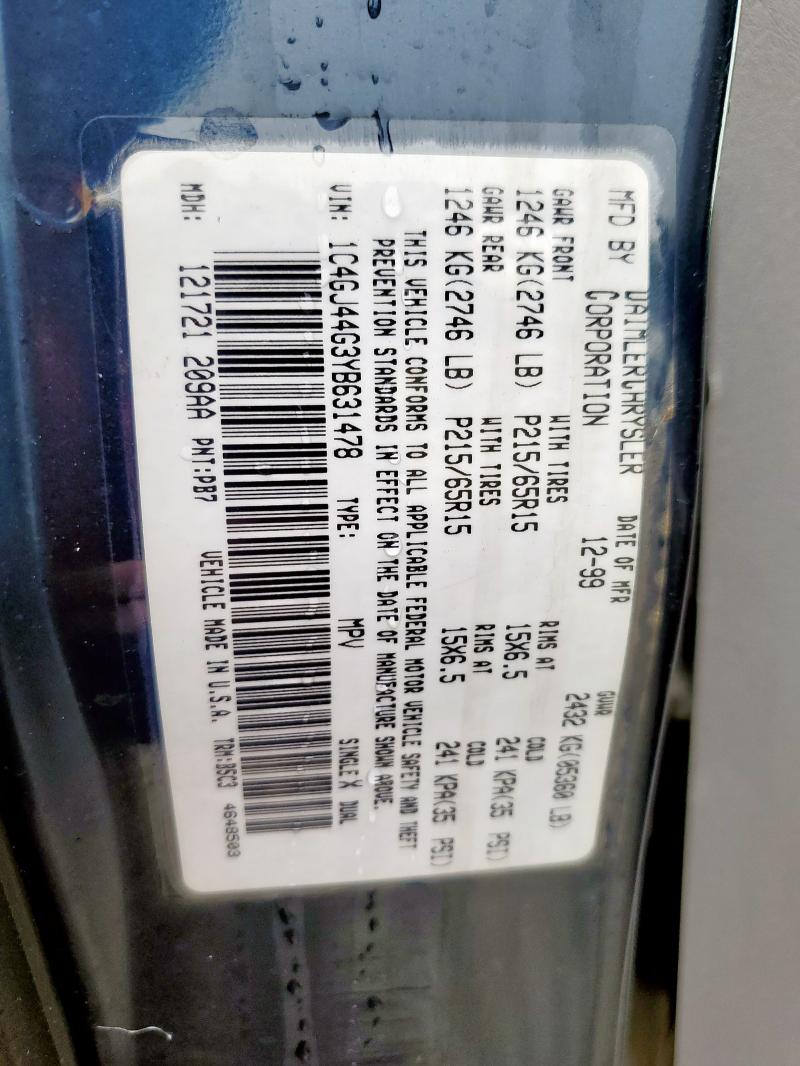 MFD BY DAIMLERCHRYSLER DATE OF MFR GVWR
CORPORATION 12-99 2432 KG(05360 LB)
GAWR FRONT WITH TIRES RIMS AT COLD
1246 KG(2746 LB) P215/65R15 15X6.5 241 KPA(35 PSI)
GAWR REAR WITH TIRES RIMS AT COLD
1246 KG(2746 LB) P215/65R15 15X6.5 241 KPA(35 PSI)
THIS VEHICLE CONFORMS TO ALL APPLICABLE FEDERAL MOTOR VEHICLE SAFETY AND THEFT
PREVENTION STANDARDS IN EFFECT ON THE DATE OF MANUFACTURE SHOWN ABOVE.
VIN: 1C4GJ44G3YB631478 TYPE: MPV SINGLE X DUAL
MDH: 121721 209AA PNT:PB7 VEHICLE MADE IN U.S.A. TRM:BSC3 4648503